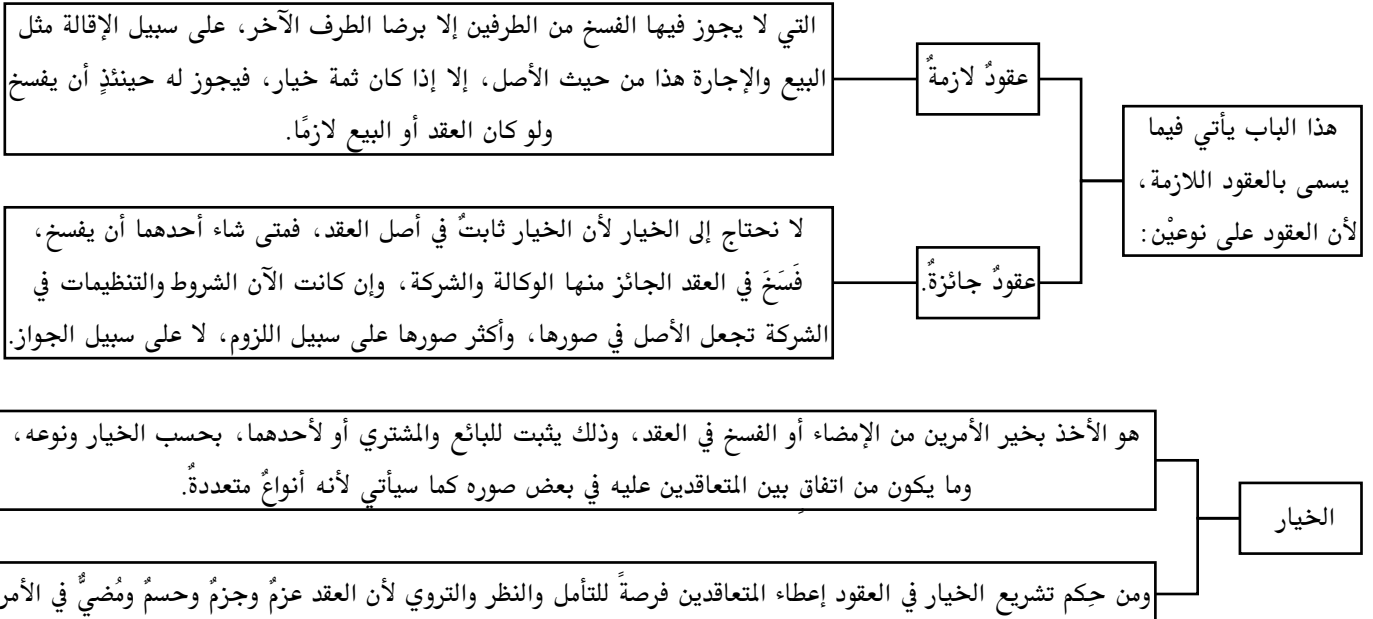 هذا الباب يأتي فيما
يسمى بالعقود اللازمة،
لأن العقود على نوعيْن:
عقودٌ لازمةٌ
التي لا يجوز فيها الفسخ من الطرفين إلا برضا الطرف الآخر، على سبيل الإقالة مثل
البيع والإجارة هذا من حيث الأصل، إلا إذا كان ثمة خيار، فيجوز له حينئذٍ أن يفسخ
ولو كان العقد أو البيع لازمًا.
عقودٌ جائزةٌ.
لا نحتاج إلى الخيار لأن الخيار ثابتٌ في أصل العقد، فمتى شاء أحدهما أن يفسخ،
فَسَخَ في العقد الجائز منها الوكالة والشركة، وإن كانت الآن الشروط والتنظيمات في
الشركة تجعل الأصل في صورها، وأكثر صورها على سبيل اللزوم، لا على سبيل الجواز.
الخيار
هو الأخذ بخير الأمرين من الإمضاء أو الفسخ في العقد، وذلك يثبت للبائع والمشتري أو لأحدهما، بحسب الخيار ونوعه،
وما يكون من اتفاقٍ بين المتعاقدين عليه في بعض صوره كما سيأتي لأنه أنواعٌ متعددةٌ.
ومن حِكم تشريع الخيار في العقود إعطاء المتعاقدين فرصةً للتأمل والنظر والتروي لأن العقد عزمٌ وجزمٌ وحسمٌ ومُضيٌّ في الأمر